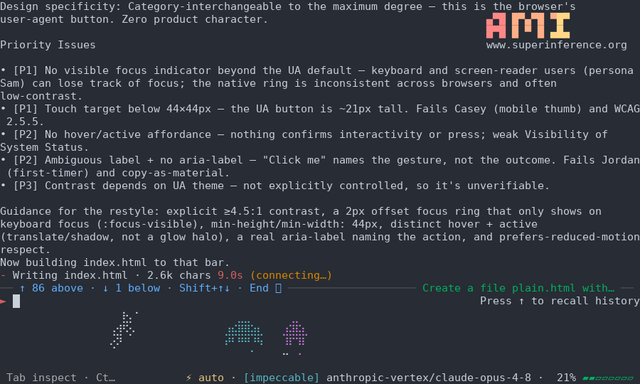 Design specificity: Category-interchangeable to the maximum degree — this is the browser's
user-agent button. Zero product character.
AMI
Priority Issues
www.superinference.org
• [P1] No visible focus indicator beyond the UA default — keyboard and screen-reader users (persona
Sam) can lose track of focus; the native ring is inconsistent across browsers and often
low-contrast.
• [P1] Touch target below 44×44px — the UA button is ~21px tall. Fails Casey (mobile thumb) and WCAG
2.5.5.
• [P2] No hover/active affordance — nothing confirms interactivity or press; weak Visibility of
System Status.
• [P2] Ambiguous label + no aria-label — "Click me" names the gesture, not the outcome. Fails Jordan
(first-timer) and copy-as-material.
• [P3] Contrast depends on UA theme — not explicitly controlled, so it's unverifiable.
Guidance for the restyle: explicit ≥4.5:1 contrast, a 2px offset focus ring that only shows on
keyboard focus (:focus-visible), min-height/min-width: 44px, distinct hover + active
(translate/shadow, not a glow halo), a real aria-label naming the action, and prefers-reduced-motion
respect.
Now building index.html to that bar.
- Writing index.html · 2.6k chars 9.0s (connecting…)
↑ 86 above · ↓ 1 below · Shift+↑↓ · End
Create a file plain.html with…
Press ↑ to recall history
Tab inspect · Ct…
⚡ auto · [impeccable] anthropic-vertex/claude-opus-4-8 · 21%